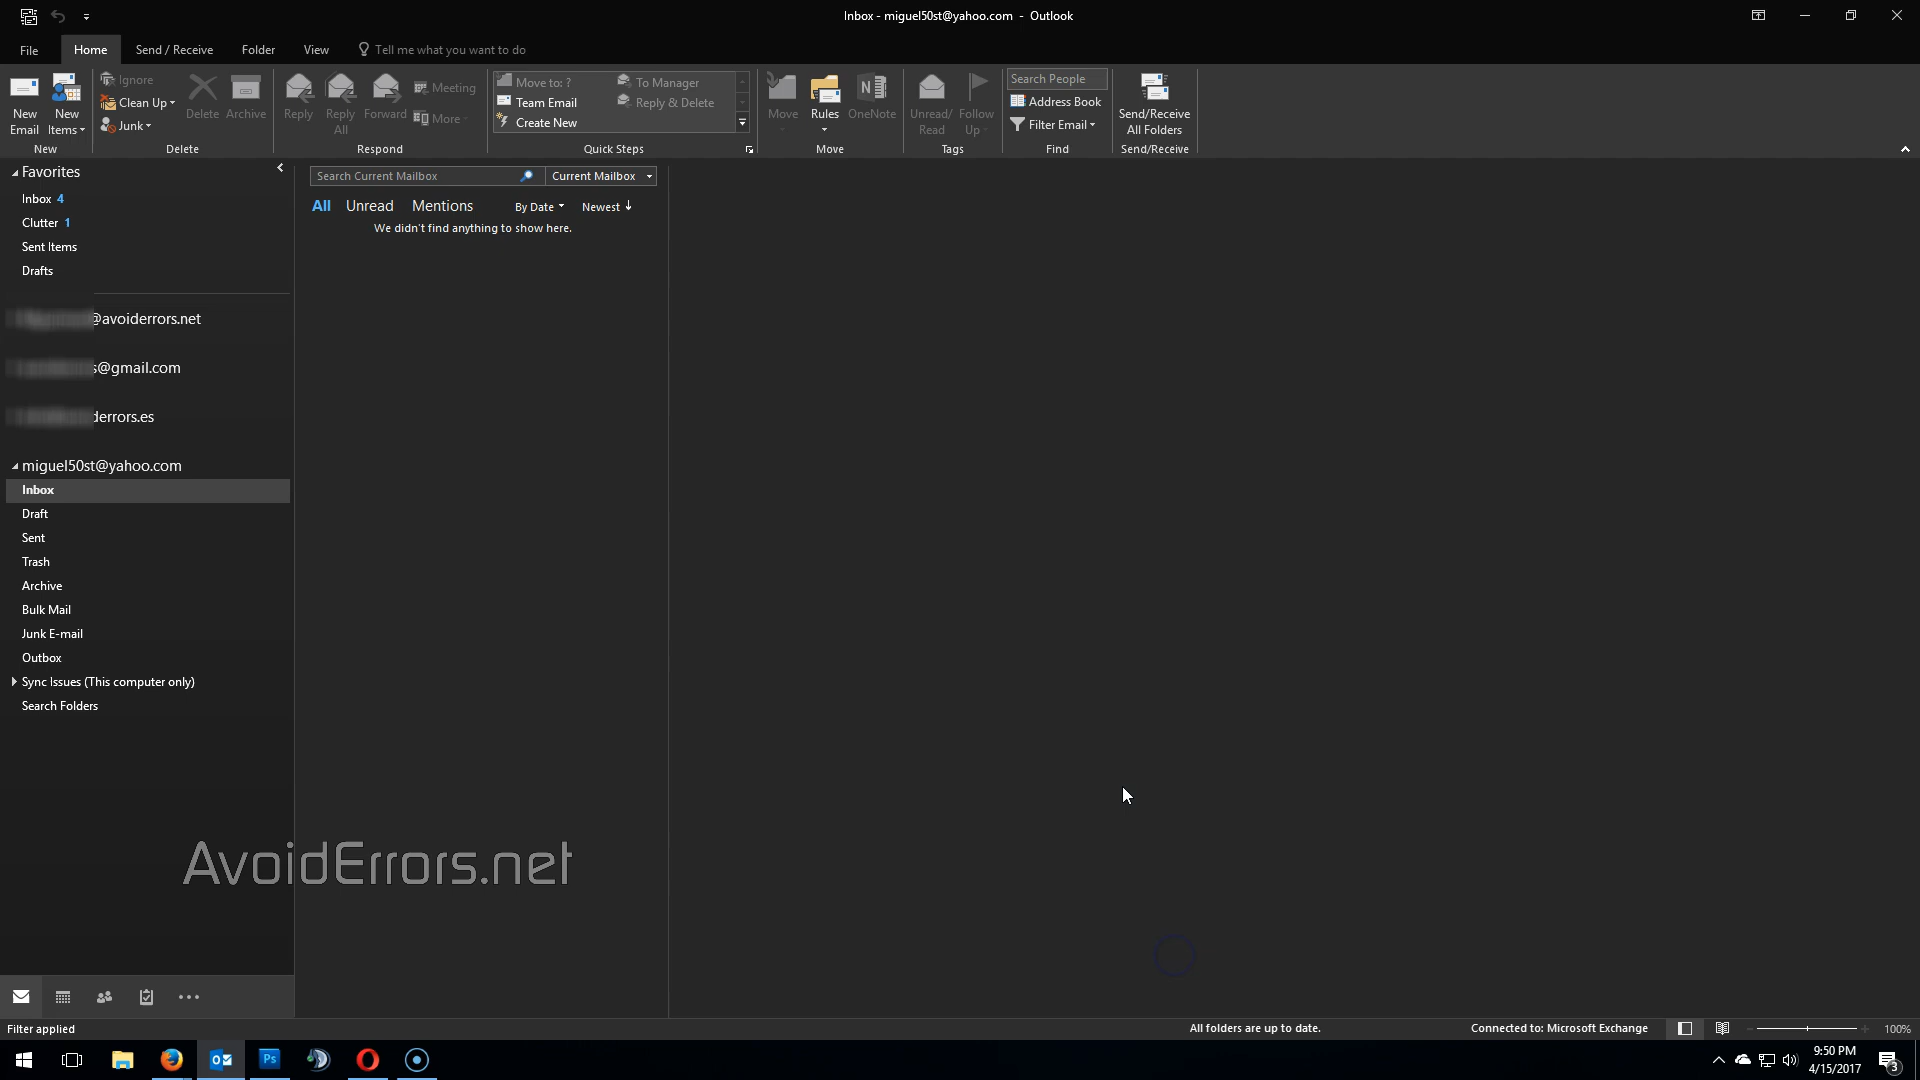 Inbox - miguel50st@yahoo.com - Outlook
File Home Send / Receive Folder View Tell me what you want to do
New Email
New Items
Ignore
Clean Up
Junk
Delete
Archive
Delete
New
Reply
Reply All
Forward
Meeting
More
Respond
Move to: ?
Team Email
Create New
To Manager
Reply & Delete
Quick Steps
Move
Rules
OneNote
Move
Unread/ Read
Follow Up
Tags
Search People
Address Book
Filter Email
Find
Send/Receive All Folders
Send/Receive
Favorites
Inbox 4
Clutter 1
Sent Items
Drafts
@avoiderrors.net
s@gmail.com
derrors.es
miguel50st@yahoo.com
Inbox
Draft
Sent
Trash
Archive
Bulk Mail
Junk E-mail
Outbox
Sync Issues (This computer only)
Search Folders
Search Current Mailbox
Current Mailbox
All Unread Mentions By Date Newest
We didn't find anything to show here.
AvoidErrors.net
Filter applied
All folders are up to date.
Connected to: Microsoft Exchange
100%
9:50 PM
4/15/2017
3